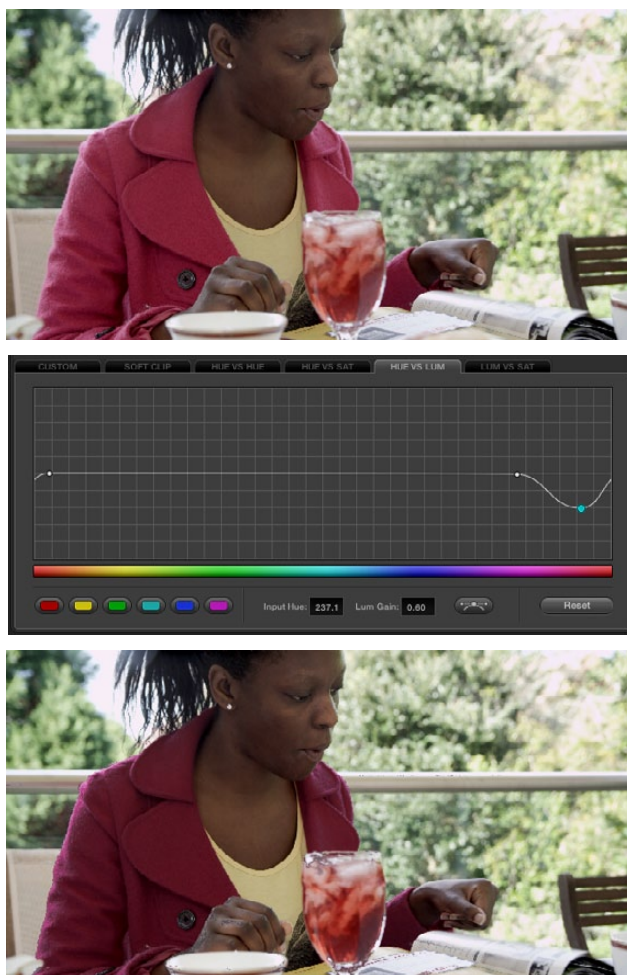 CUSTOM SOFT CLIP HUE VS HUE HUE VS SAT HUE VS LUM LUM VS SAT
Input Hue: 237.1 Lum Gain: 0.60 Reset